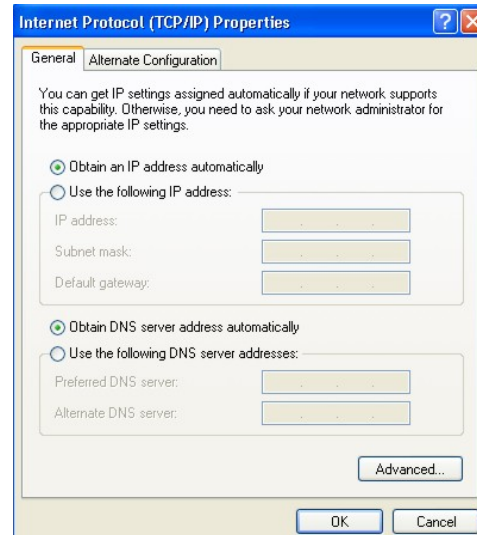 Internet Protocol (TCP/IP) Properties
General
Alternate Configuration
You can get IP settings assigned automatically if your network supports
this capability. Otherwise, you need to ask your network administrator for
the appropriate IP settings.
Obtain an IP address automatically
Use the following IP address:
IP address:
Subnet mask:
Default gateway:
Obtain DNS server address automatically
Use the following DNS server addresses:
Preferred DNS server:
Alternate DNS server:
Advanced...
OK
Cancel